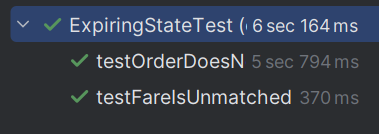 ExpiringStateTest (c 6 sec 164 ms
testOrderDoesN 5 sec 794 ms
testFareIsUnmatched 370 ms